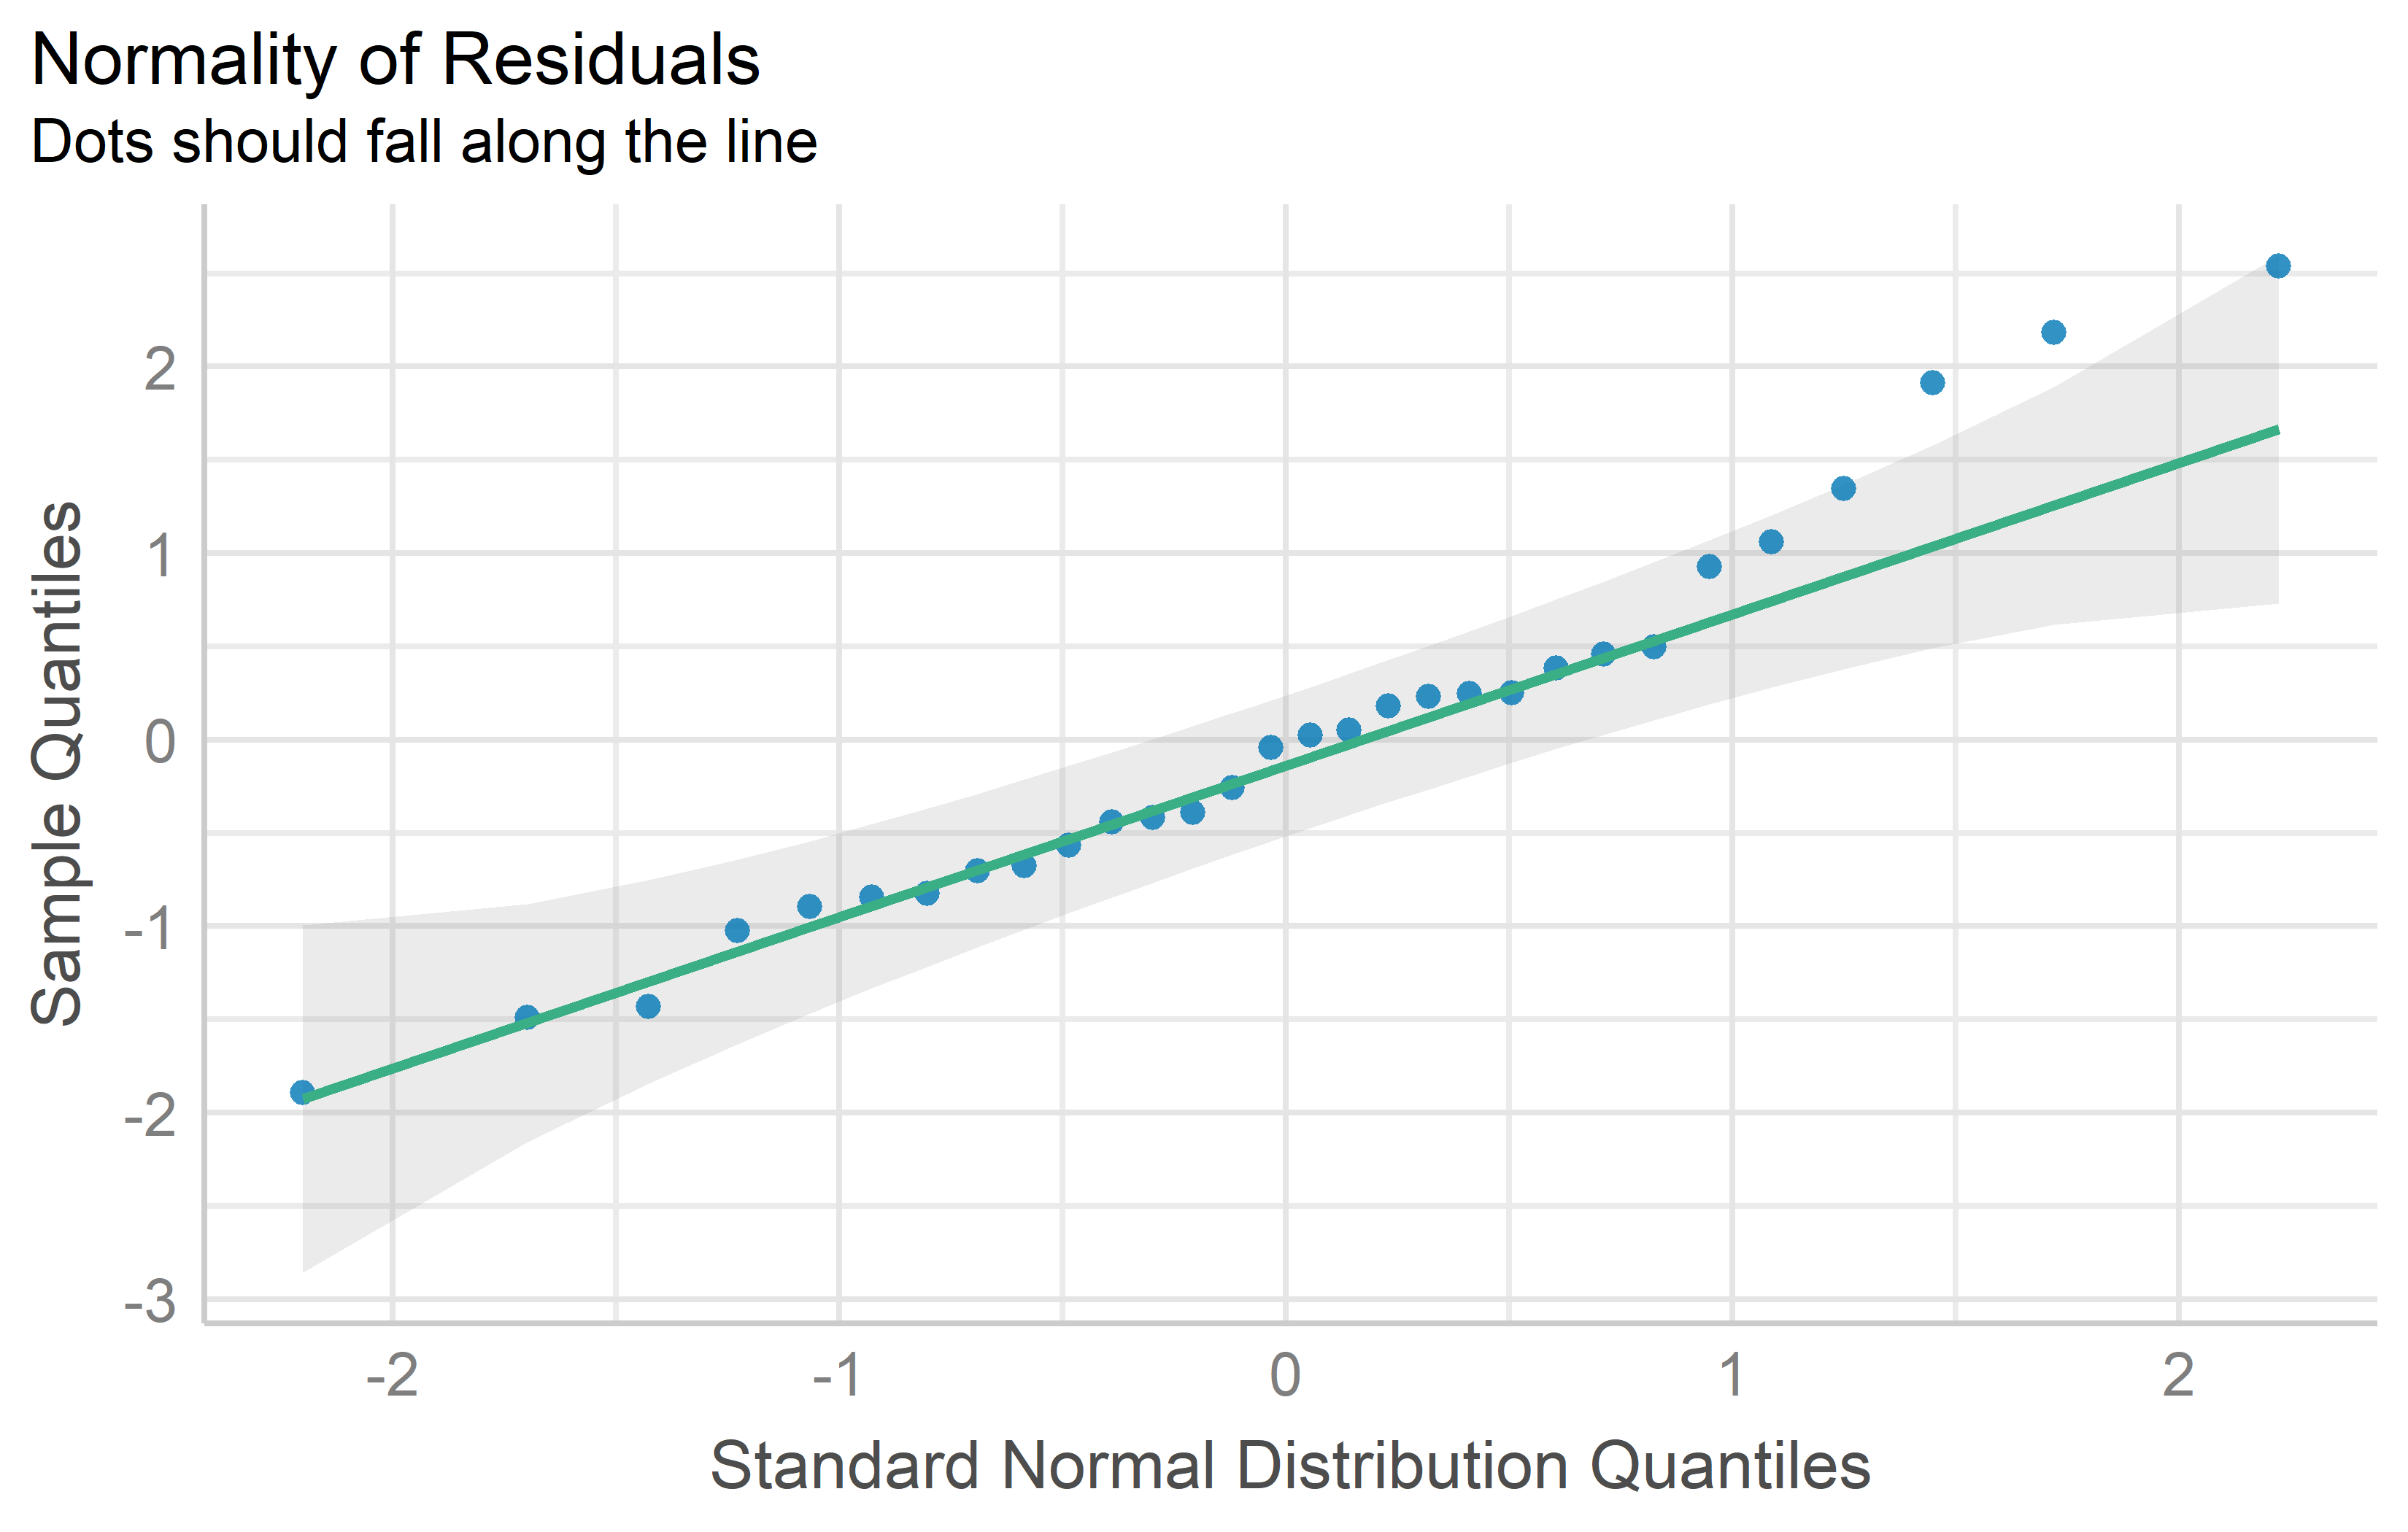 Normality of Residuals
Dots should fall along the line
Sample Quantiles
2
1
0
-1
-2
-3
-2
-1
0
1
2
Standard Normal Distribution Quantiles